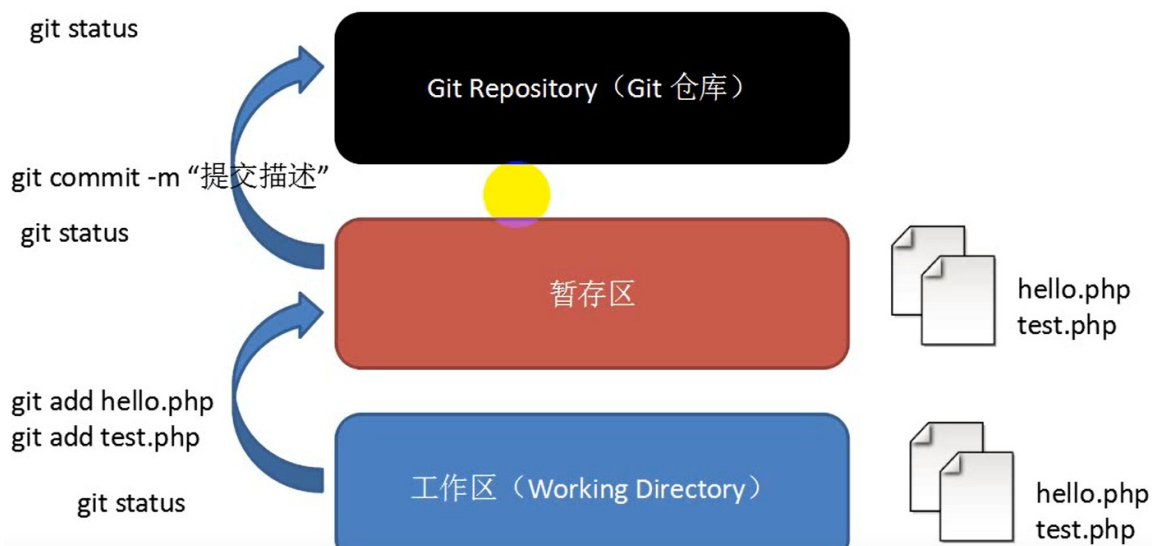 git status
Git Repository（Git 仓库）
git commit -m “提交描述”
git status
暂存区
hello.php
test.php
git add hello.php
git add test.php
git status
工作区（Working Directory）
hello.php
test.php